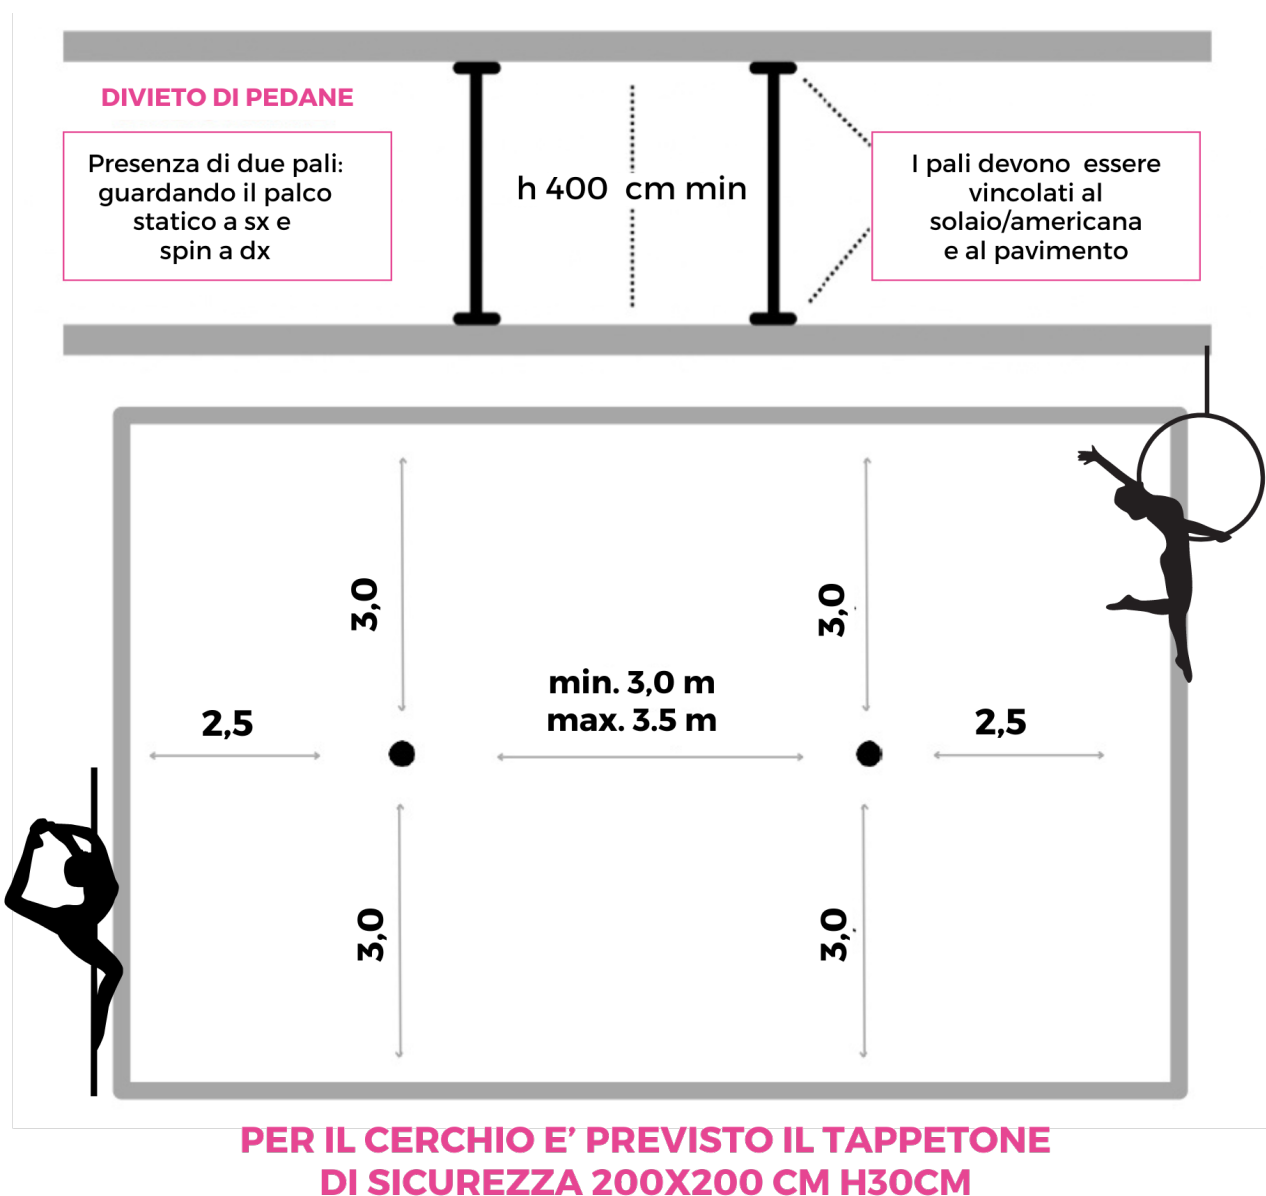 DIVIETO DI PEDANE
Presenza di due pali:
guardando il palco
statico a sx e
spin a dx
h 400 cm min
I pali devono essere
vincolati al
solaio/americana
e al pavimento
3,0
3,0
min. 3,0 m
max. 3.5 m
2,5
2,5
3,0
3,0
PER IL CERCHIO E’ PREVISTO IL TAPPETONE
DI SICUREZZA 200X200 CM H30CM